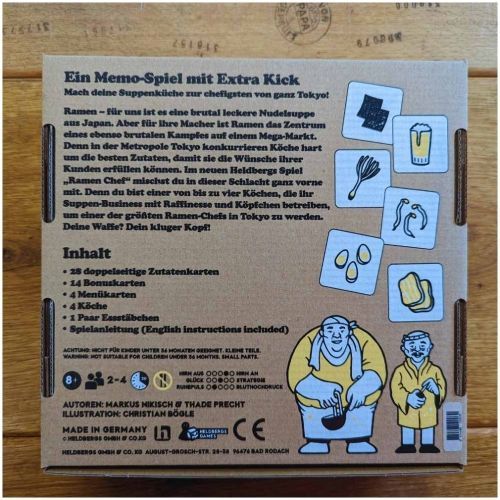 PAPA
Ein Memo-Spiel mit Extra Kick
Mach deine Suppenküche zur chefigsten von ganz Tokyo!
Ramen – für uns ist es eine brutal leckere Nudelsuppe
aus Japan. Aber für ihre Macher ist Ramen das Zentrum
eines ebenso brutalen Kampfes auf einem Mega-Markt.
Denn in der Metropole Tokyo konkurrieren Köche hart
um die besten Zutaten, damit sie die Wünsche ihrer
Kunden erfüllen können. Im neuen Heldbergs Spiel
„Ramen Chef“ mischst du in dieser Schlacht ganz vorne
mit. Denn du bist einer von bis zu vier Köchen, die ihr
Suppen-Business mit Raffinesse und Köpfchen betreiben,
um einer der größten Ramen-Chefs in Tokyo zu werden.
Deine Waffe? Dein kluger Kopf!
Inhalt
• 28 doppelseitige Zutatenkarten
• 14 Bonuskarten
• 4 Menükarten
• 4 Köche
• 1 Paar Essstäbchen
• Spielanleitung (English instructions included)
ACHTUNG: NICHT FÜR KINDER UNTER 36 MONATEN GEEIGNET. KLEINE TEILE.
WARNING: NOT SUITABLE FOR CHILDREN UNDER 36 MONTHS. SMALL PARTS.
8+ 2–4
HIRN AUS HIRN AN
GLÜCK STRATEGIE
RUHEPULS BLUTHOCHDRUCK
AUTOREN: MARKUS NIKISCH & THADE PRECHT
ILLUSTRATION: CHRISTIAN BÖGLE
MADE IN GERMANY
© HELDBERGS GMBH & CO.KG
HELDBERGS
GAMES
CE
HELDBERGS GMBH & CO. KG AUGUST-GROSCH-STR. 28-38 96476 BAD RODACH